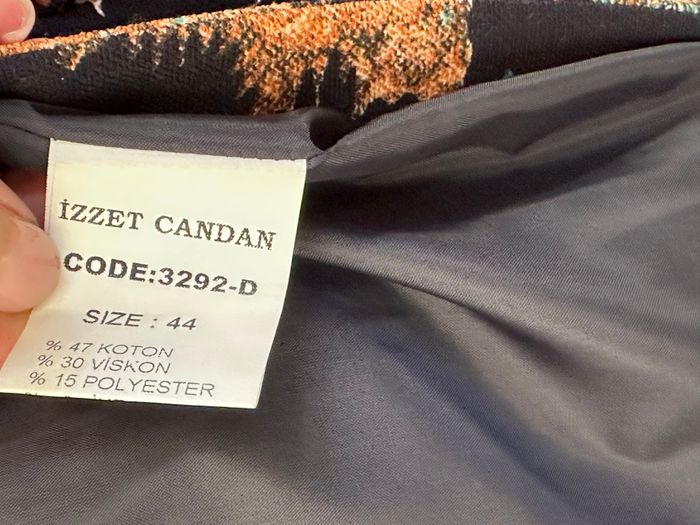 İZZET CANDAN
CODE:3292-D
SIZE : 44
% 47 KOTON
% 30 VİSKON
% 15 POLYESTER